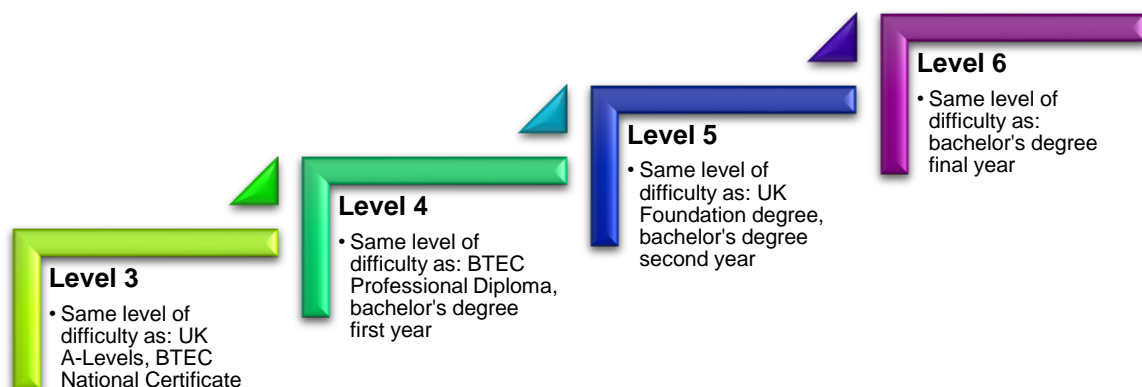 Level 3
• Same level of
difficulty as: UK
A-Levels, BTEC
National Certificate
Level 4
• Same level of
difficulty as: BTEC
Professional Diploma,
bachelor's degree
first year
Level 5
• Same level of
difficulty as: UK
Foundation degree,
bachelor's degree
second year
Level 6
• Same level of
difficulty as:
bachelor's degree
final year